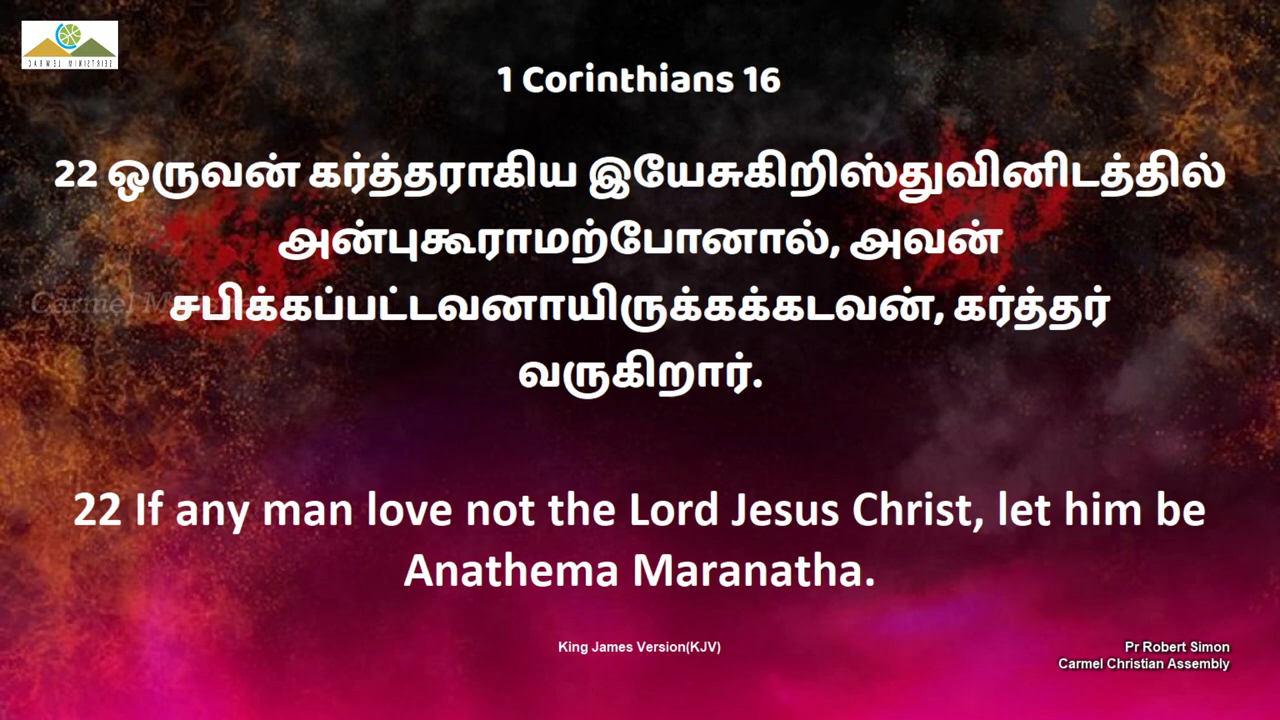 CARMEL MINISTRIES
1 Corinthians 16
22 ஒருவன் கர்த்தராகிய இயேசுகிறிஸ்துவினிடத்தில்
அன்புகூராமற்போனால், அவன்
சபிக்கப்பட்டவனாயிருக்கக்கடவன், கர்த்தர்
வருகிறார்.
22 If any man love not the Lord Jesus Christ, let him be
Anathema Maranatha.
King James Version(KJV)
Pr Robert Simon
Carmel Christian Assembly